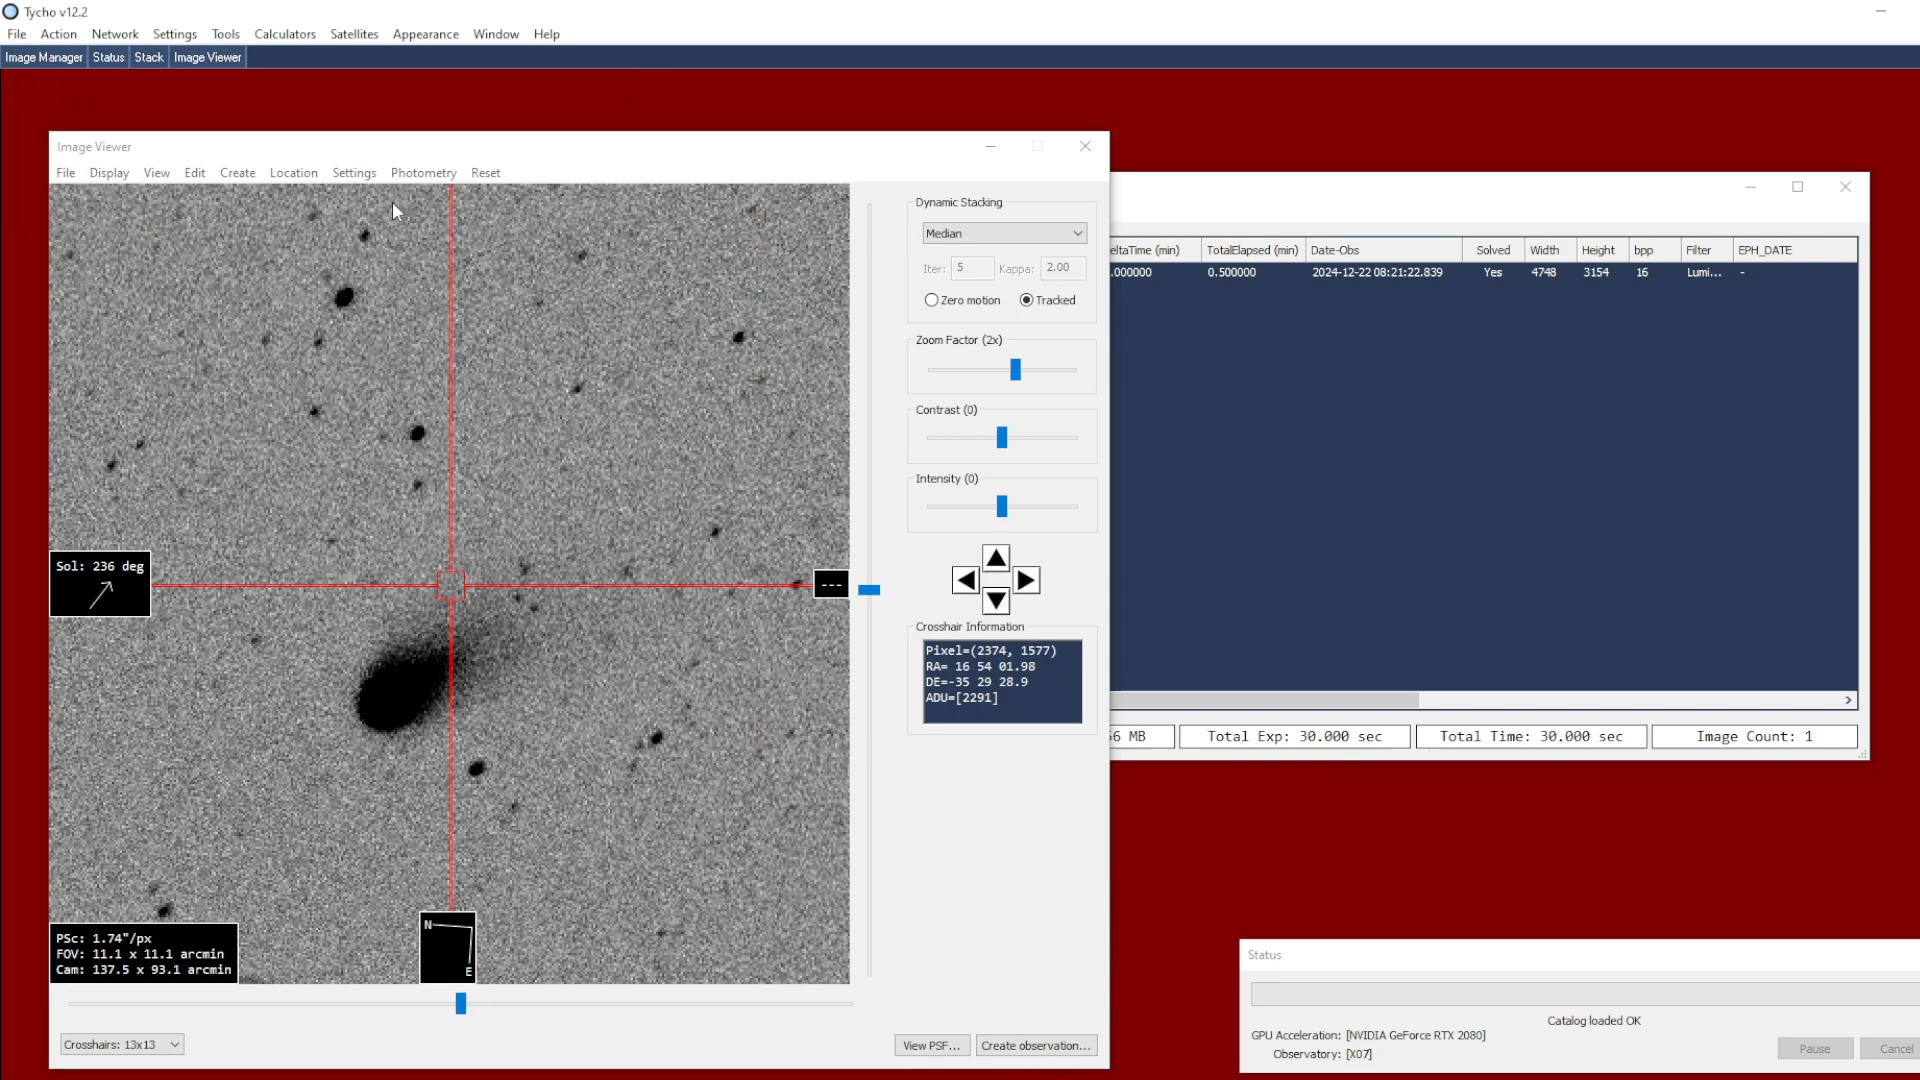 Tycho v12.2
File Action Network Settings Tools Calculators Satellites Appearance Window Help
Image Manager Status Stack Image Viewer
Image Viewer
File Display View Edit Create Location Settings Photometry Reset
Dynamic Stacking
Median
Iter: 5 Kappa: 2.00
Zero motion Tracked
Zoom Factor (2x)
Contrast (0)
Intensity (0)
Sol: 236 deg
---
Crosshair Information
Pixel=(2374, 1577)
RA= 16 54 01.98
DE=-35 29 28.9
ADU=[2291]
PSc: 1.74"/px
FOV: 11.1 x 11.1 arcmin
Cam: 137.5 x 93.1 arcmin
N
E
Crosshairs: 13x13
View PSF... Create observation...
eltaTime (min) TotalElapsed (min) Date-Obs Solved Width Height bpp Filter EPH_DATE
.000000 0.500000 2024-12-22 08:21:22.839 Yes 4748 3154 16 Lumi... -
6 MB Total Exp: 30.000 sec Total Time: 30.000 sec Image Count: 1
Status
Catalog loaded OK
GPU Acceleration: [NVIDIA GeForce RTX 2080]
Observatory: [X07]
Pause Cancel